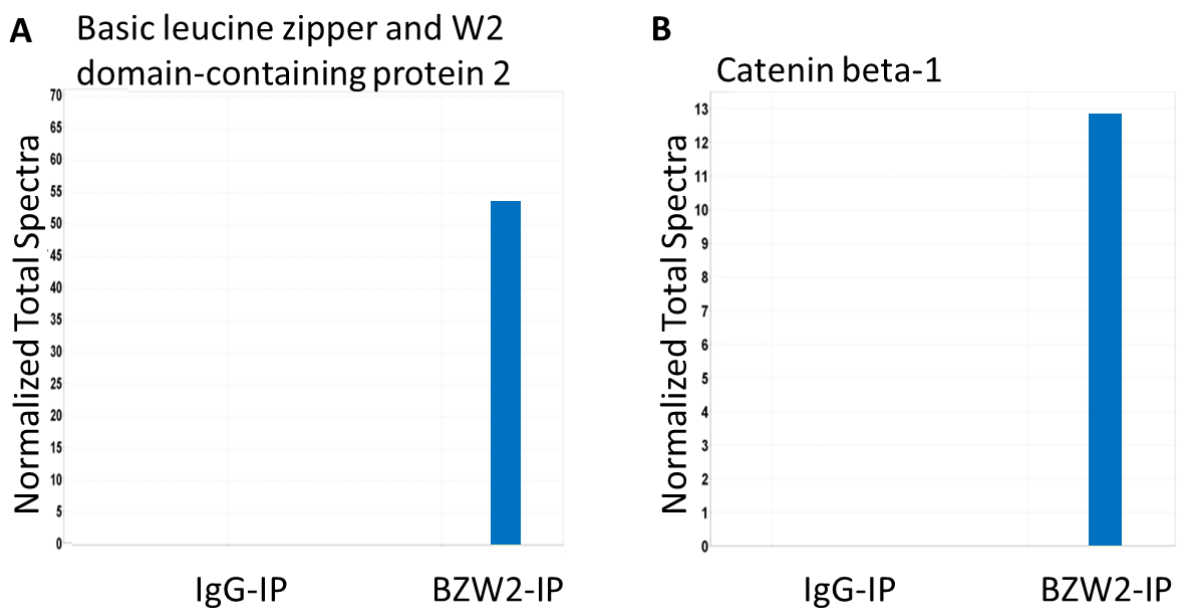 A
Basic leucine zipper and W2
domain-containing protein 2
Normalized Total Spectra
70
65
60
55
50
45
40
35
30
25
20
15
10
5
0
IgG-IP
BZW2-IP
B
Catenin beta-1
Normalized Total Spectra
13
12
11
10
9
8
7
6
5
4
3
2
1
0
IgG-IP
BZW2-IP